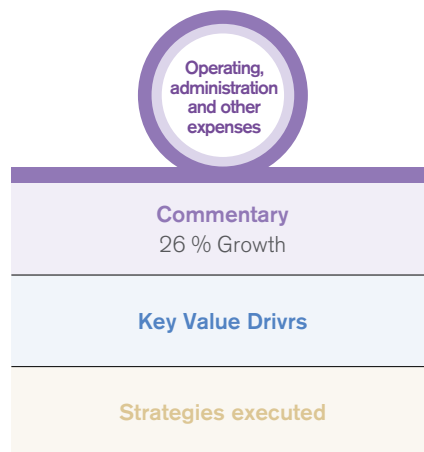 Operating,
administration
and other
expenses
Commentary
26 % Growth
Key Value Drivrs
Strategies executed